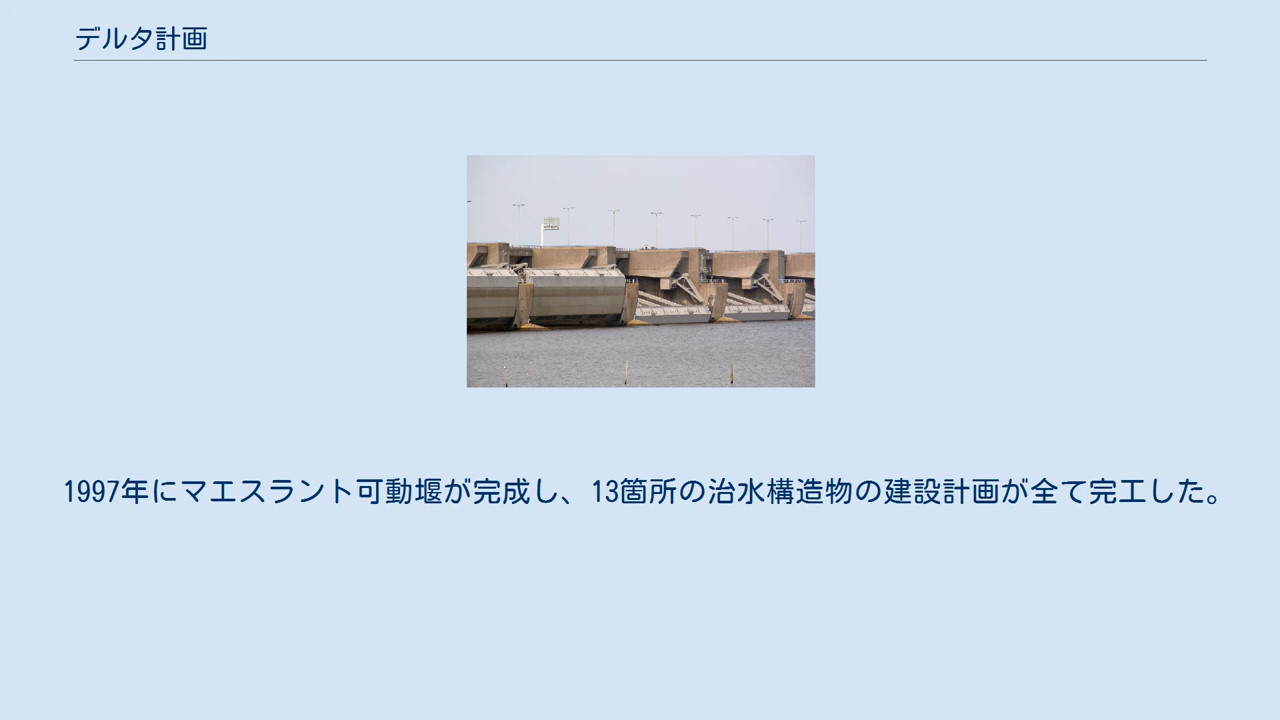 デルタ計画
1997年にマエスラント可動堰が完成し、13箇所の治水構造物の建設計画が全て完工した。